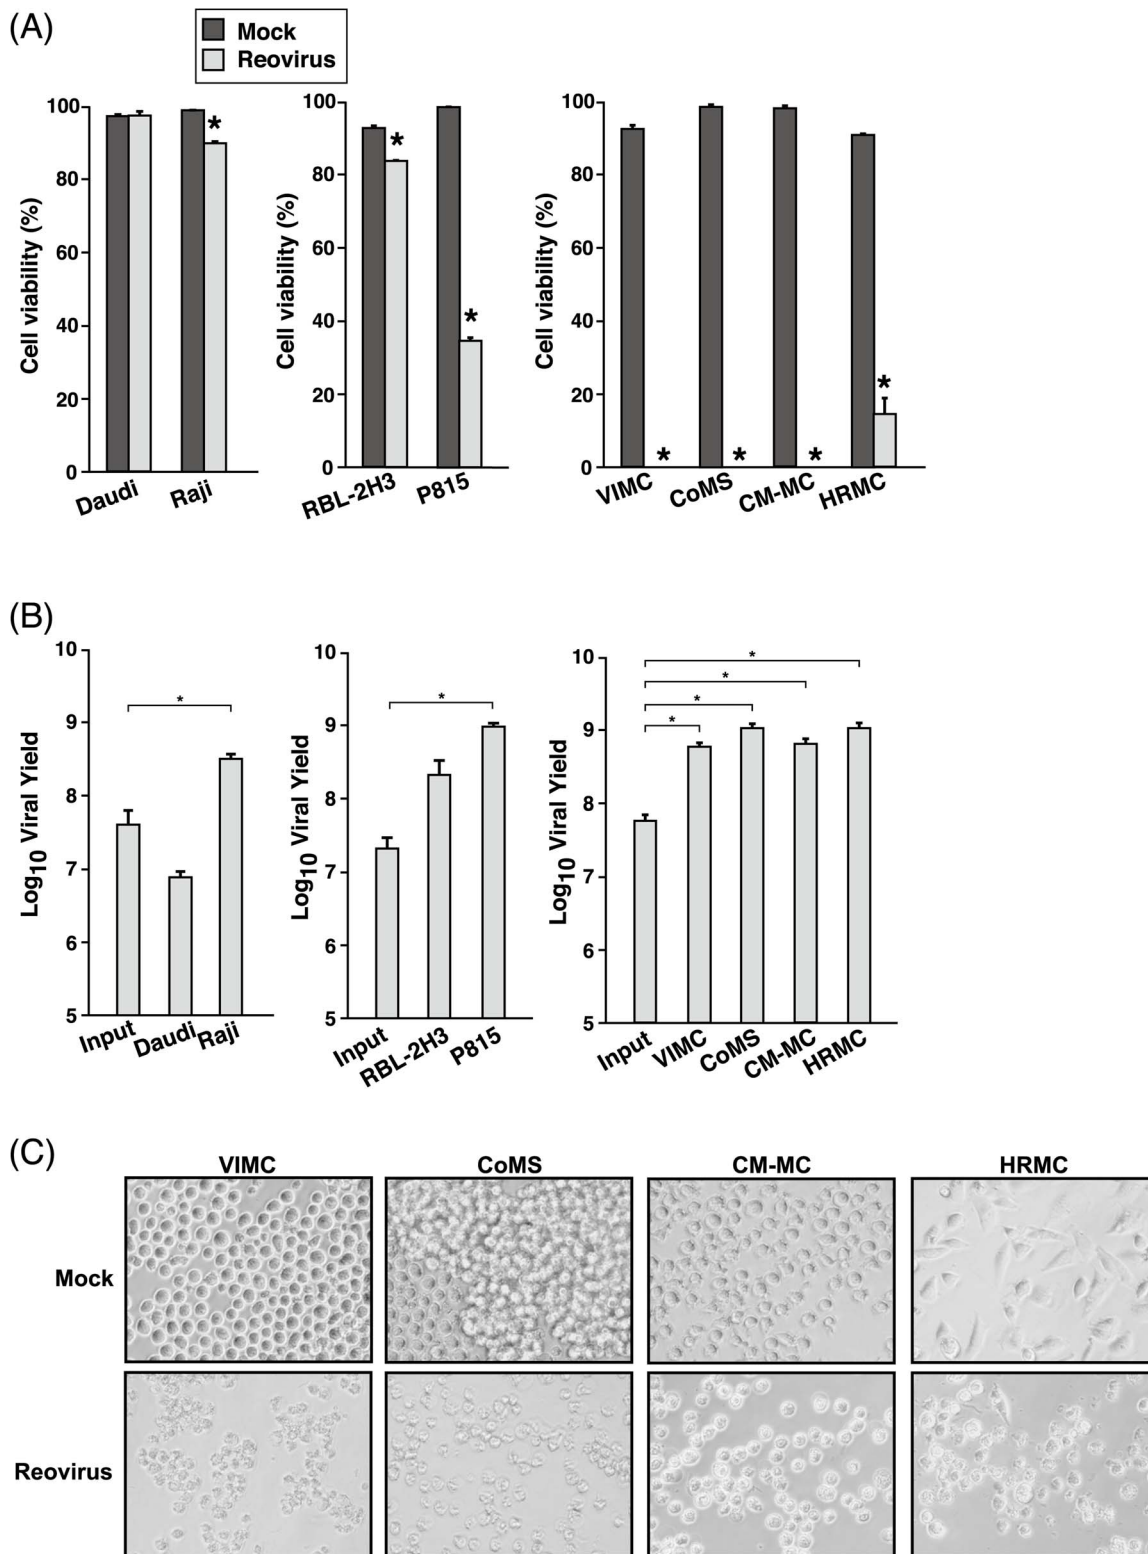 (A)
Mock
Reovirus
Cell viability (%)
100
80
60
40
20
0
*
Daudi
Raji
Cell viability (%)
100
80
60
40
20
0
*
*
RBL-2H3
P815
Cell viability (%)
100
80
60
40
20
0
*
*
*
*
VIMC
CoMS
CM-MC
HRMC
(B)
Log10 Viral Yield
10
9
8
7
6
5
*
Input
Daudi
Raji
Log10 Viral Yield
10
9
8
7
6
5
*
Input
RBL-2H3
P815
Log10 Viral Yield
10
9
8
7
6
5
*
*
*
*
Input
VIMC
CoMS
CM-MC
HRMC
(C)
VIMC
CoMS
CM-MC
HRMC
Mock
Reovirus